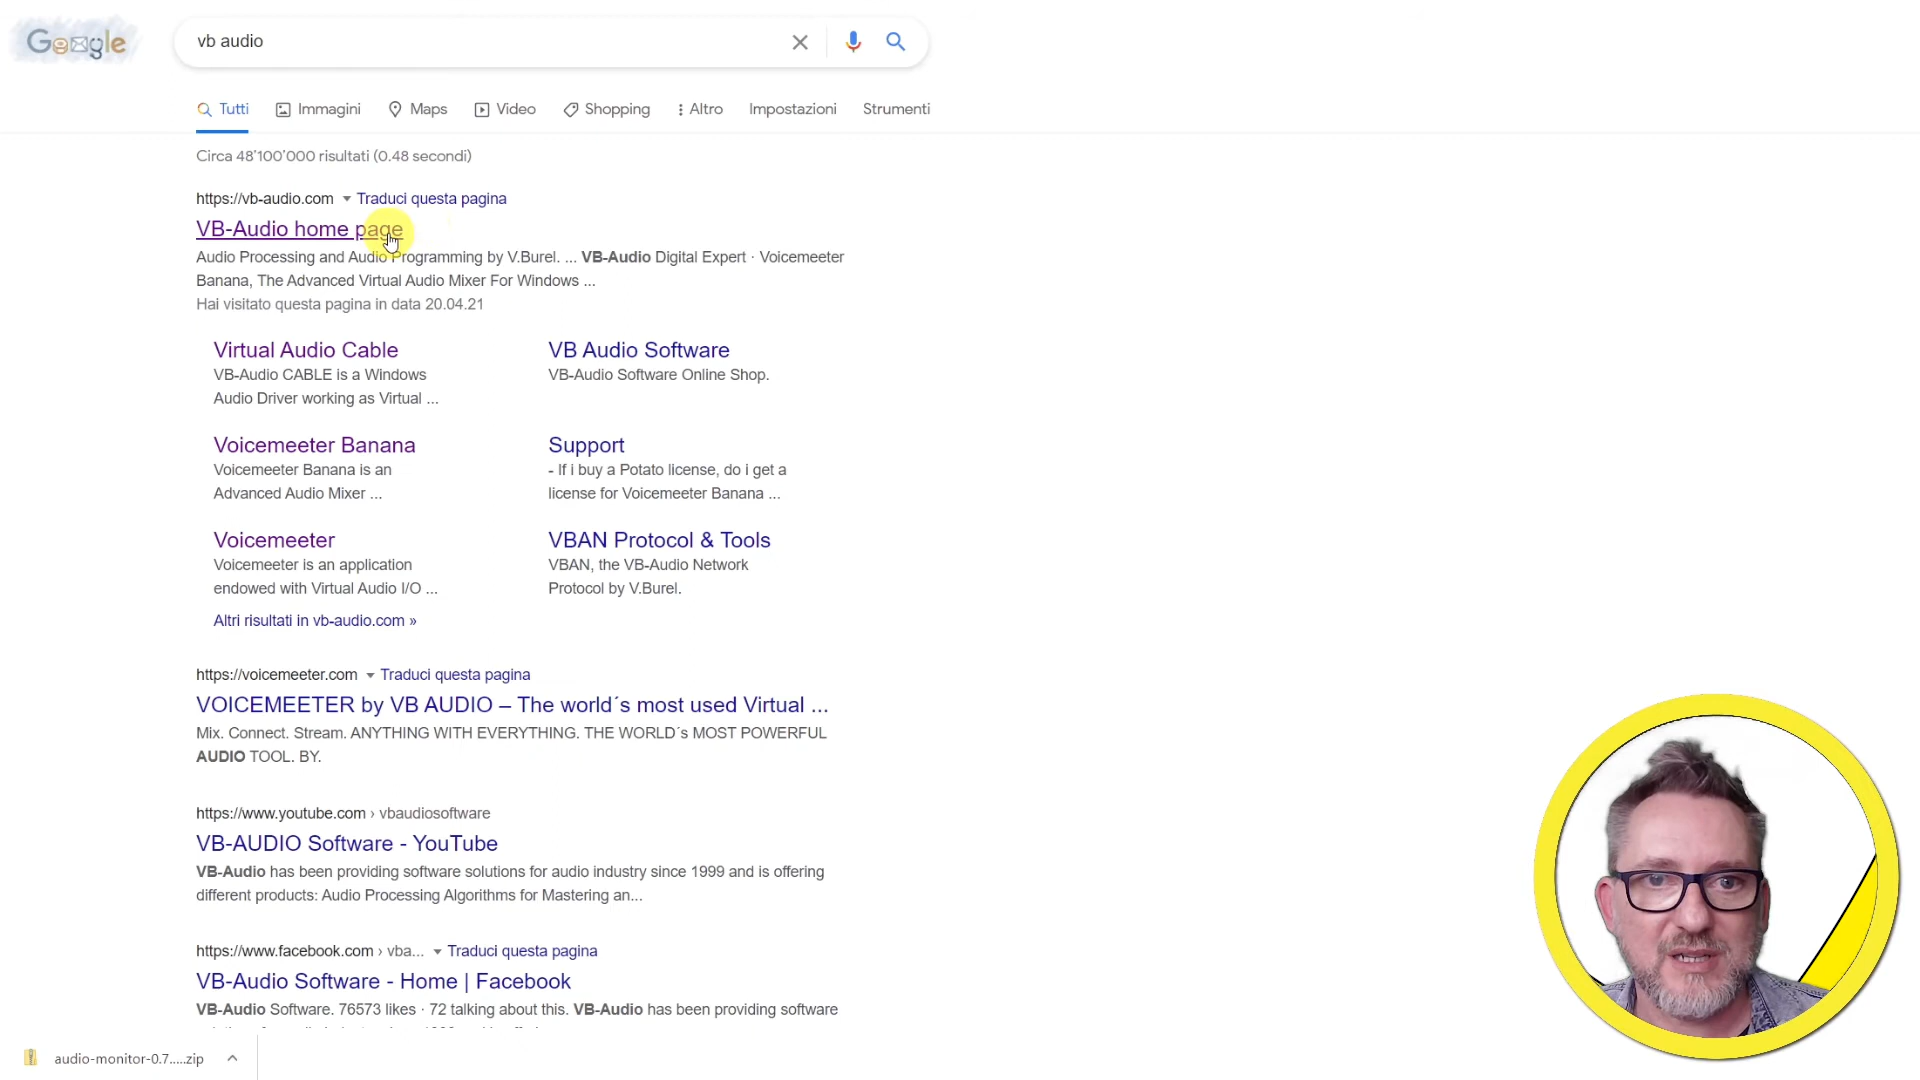 Google
vb audio
Tutti Immagini Maps Video Shopping Altro Impostazioni Strumenti
Circa 48'100'000 risultati (0.48 secondi)
https://vb-audio.com Traduci questa pagina
VB-Audio home page
Audio Processing and Audio Programming by V.Burel. ... VB-Audio Digital Expert · Voicemeeter
Banana, The Advanced Virtual Audio Mixer For Windows ...
Hai visitato questa pagina in data 20.04.21
Virtual Audio Cable
VB-Audio CABLE is a Windows
Audio Driver working as Virtual ...
VB Audio Software
VB-Audio Software Online Shop.
Voicemeeter Banana
Voicemeeter Banana is an
Advanced Audio Mixer ...
Support
- If i buy a Potato license, do i get a
license for Voicemeeter Banana ...
Voicemeeter
Voicemeeter is an application
endowed with Virtual Audio I/O ...
VBAN Protocol & Tools
VBAN, the VB-Audio Network
Protocol by V.Burel.
Altri risultati in vb-audio.com »
https://voicemeeter.com Traduci questa pagina
VOICEMEETER by VB AUDIO – The world´s most used Virtual ...
Mix. Connect. Stream. ANYTHING WITH EVERYTHING. THE WORLD´s MOST POWERFUL
AUDIO TOOL. BY.
https://www.youtube.com › vbaudiosoftware
VB-AUDIO Software - YouTube
VB-Audio has been providing software solutions for audio industry since 1999 and is offering
different products: Audio Processing Algorithms for Mastering an...
https://www.facebook.com › vba... Traduci questa pagina
VB-Audio Software - Home | Facebook
VB-Audio Software. 76573 likes · 72 talking about this. VB-Audio has been providing software
audio-monitor-0.7.....zip